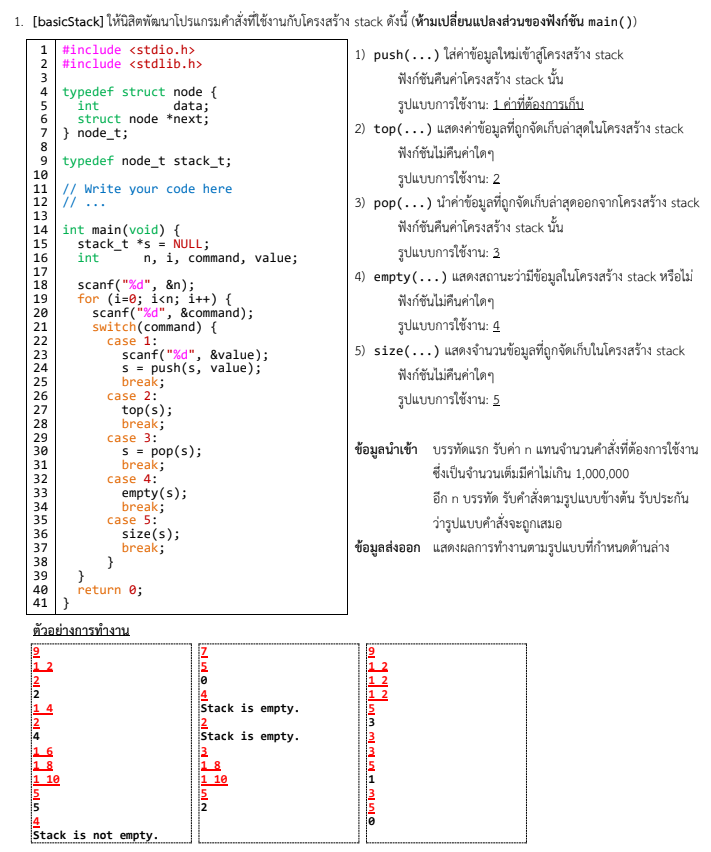 1. [basicStack] ให้นิสิตพัฒนาโปรแกรมคำสั่งที่ใช้งานกับโครงสร้าง stack ดังนี้ (ห้ามเปลี่ยนแปลงส่วนของฟังก์ชัน main())
1 #include <stdio.h>
2 #include <stdlib.h>
3
4 typedef struct node {
5   int          data;
6   struct node *next;
7 } node_t;
8
9 typedef node_t stack_t;
10
11 // Write your code here
12 // ...
13
14 int main(void) {
15   stack_t *s = NULL;
16   int      n, i, command, value;
17
18   scanf("%d", &n);
19   for (i=0; i<n; i++) {
20     scanf("%d", &command);
21     switch(command) {
22       case 1:
23         scanf("%d", &value);
24         s = push(s, value);
25         break;
26       case 2:
27         top(s);
28         break;
29       case 3:
30         s = pop(s);
31         break;
32       case 4:
33         empty(s);
34         break;
35       case 5:
36         size(s);
37         break;
38       }
39   }
40   return 0;
41 }
1) push(...) ใส่ค่าข้อมูลใหม่เข้าสู่โครงสร้าง stack
ฟังก์ชันคืนค่าโครงสร้าง stack นั้น
รูปแบบการใช้งาน: 1 ค่าที่ต้องการเก็บ
2) top(...) แสดงค่าข้อมูลที่ถูกจัดเก็บล่าสุดในโครงสร้าง stack
ฟังก์ชันไม่คืนค่าใดๆ
รูปแบบการใช้งาน: 2
3) pop(...) นำค่าข้อมูลที่ถูกจัดเก็บล่าสุดออกจากโครงสร้าง stack
ฟังก์ชันคืนค่าโครงสร้าง stack นั้น
รูปแบบการใช้งาน: 3
4) empty(...) แสดงสถานะว่ามีข้อมูลในโครงสร้าง stack หรือไม่
ฟังก์ชันไม่คืนค่าใดๆ
รูปแบบการใช้งาน: 4
5) size(...) แสดงจำนวนข้อมูลที่ถูกจัดเก็บในโครงสร้าง stack
ฟังก์ชันไม่คืนค่าใดๆ
รูปแบบการใช้งาน: 5
ข้อมูลนำเข้า บรรทัดแรก รับค่า n แทนจำนวนคำสั่งที่ต้องการใช้งาน
ซึ่งเป็นจำนวนเต็มมีค่าไม่เกิน 1,000,000
อีก n บรรทัด รับคำสั่งตามรูปแบบข้างต้น รับประกัน
ว่ารูปแบบคำสั่งจะถูกเสมอ
ข้อมูลส่งออก แสดงผลการทำงานตามรูปแบบที่กำหนดด้านล่าง
ตัวอย่างการทำงาน
9
1 2
2
2
1 4
2
4
1 6
1 8
1 10
5
5
4
Stack is not empty.
7
5
0
4
Stack is empty.
2
Stack is empty.
3
1 8
1 10
5
2
9
1 2
1 2
1 2
5
3
3
3
5
1
3
5
0